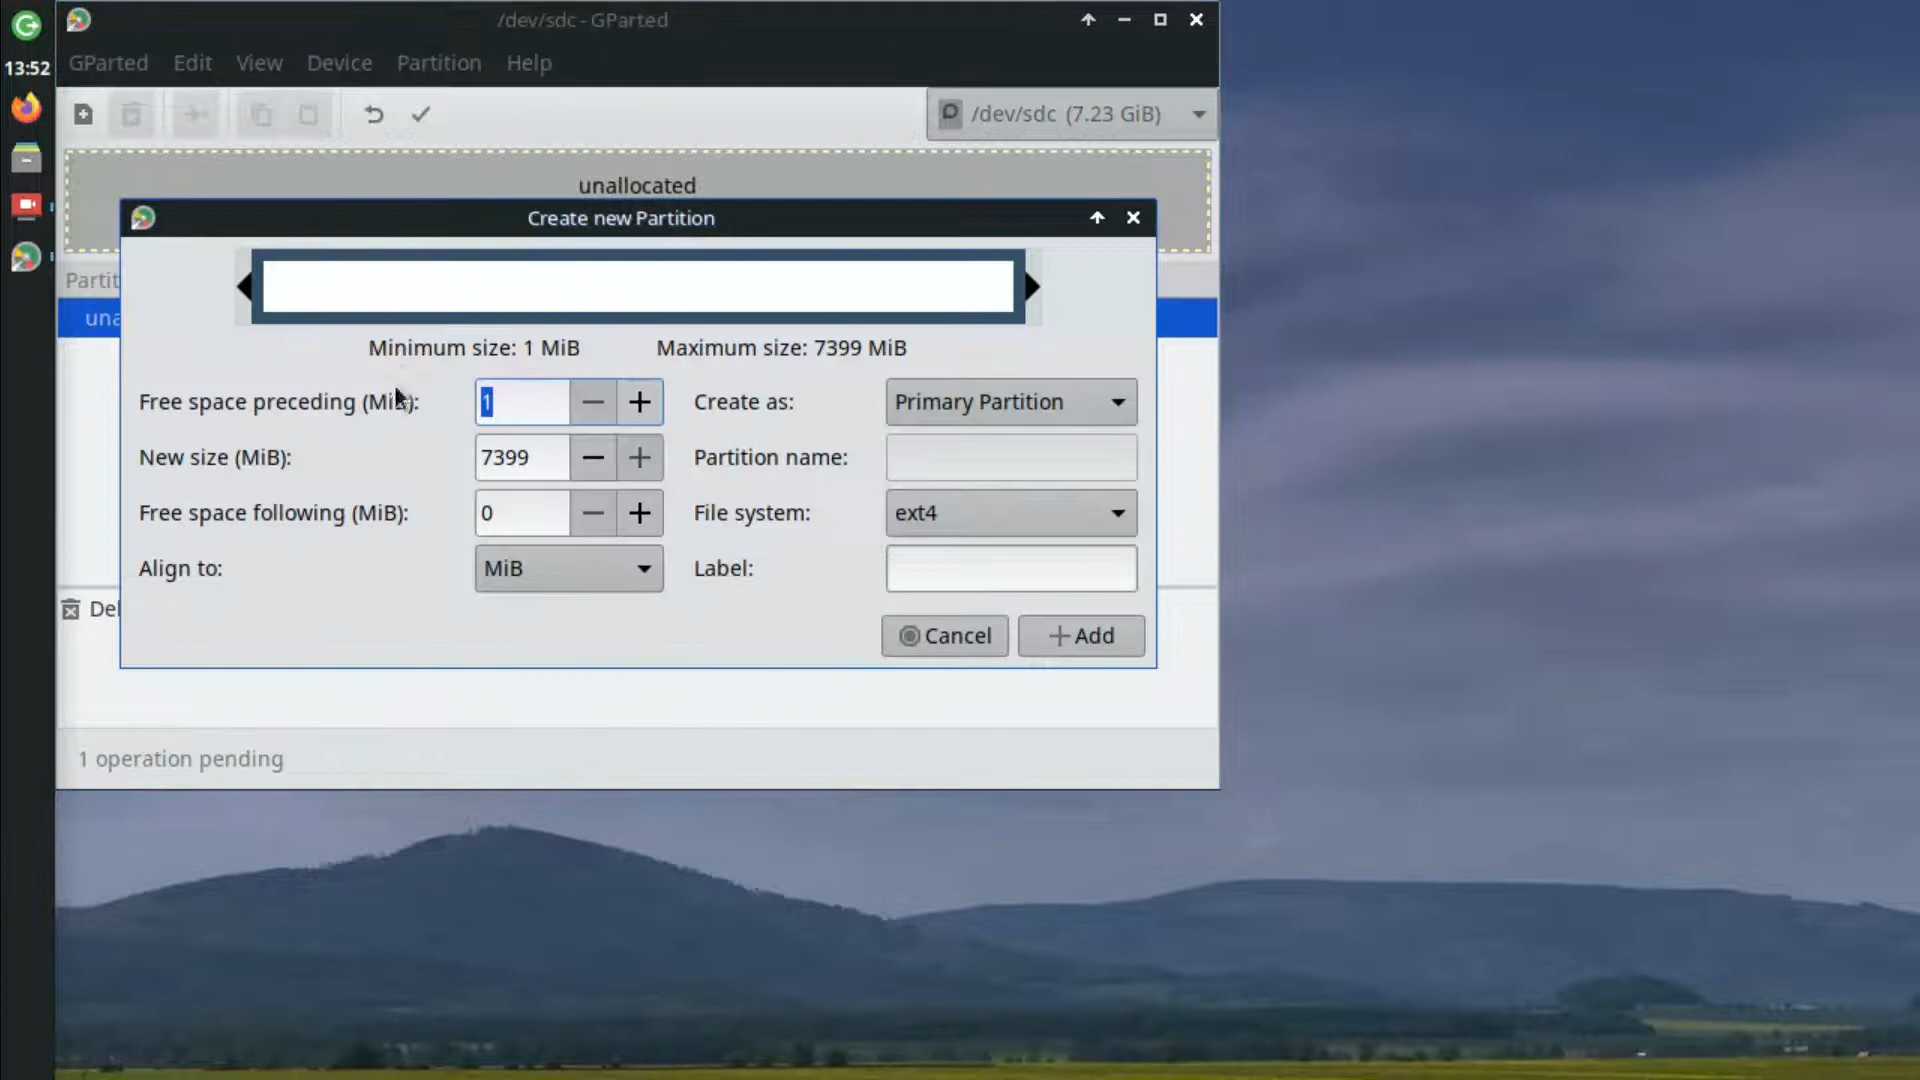 /dev/sdc - GParted
13:52
GParted Edit View Device Partition Help
/dev/sdc (7.23 GiB)
unallocated
Create new Partition
Partit
una
Minimum size: 1 MiB Maximum size: 7399 MiB
Free space preceding (MiB): 1 Create as: Primary Partition
New size (MiB): 7399 Partition name:
Free space following (MiB): 0 File system: ext4
Align to: MiB Label:
Del
Cancel Add
1 operation pending